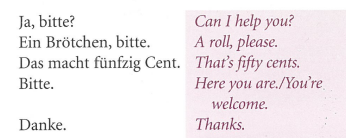 Ja, bitte? Can I help you?
Ein Brötchen, bitte. A roll, please.
Das macht fünfzig Cent. That's fifty cents.
Bitte. Here you are./You're
welcome.
Danke. Thanks.